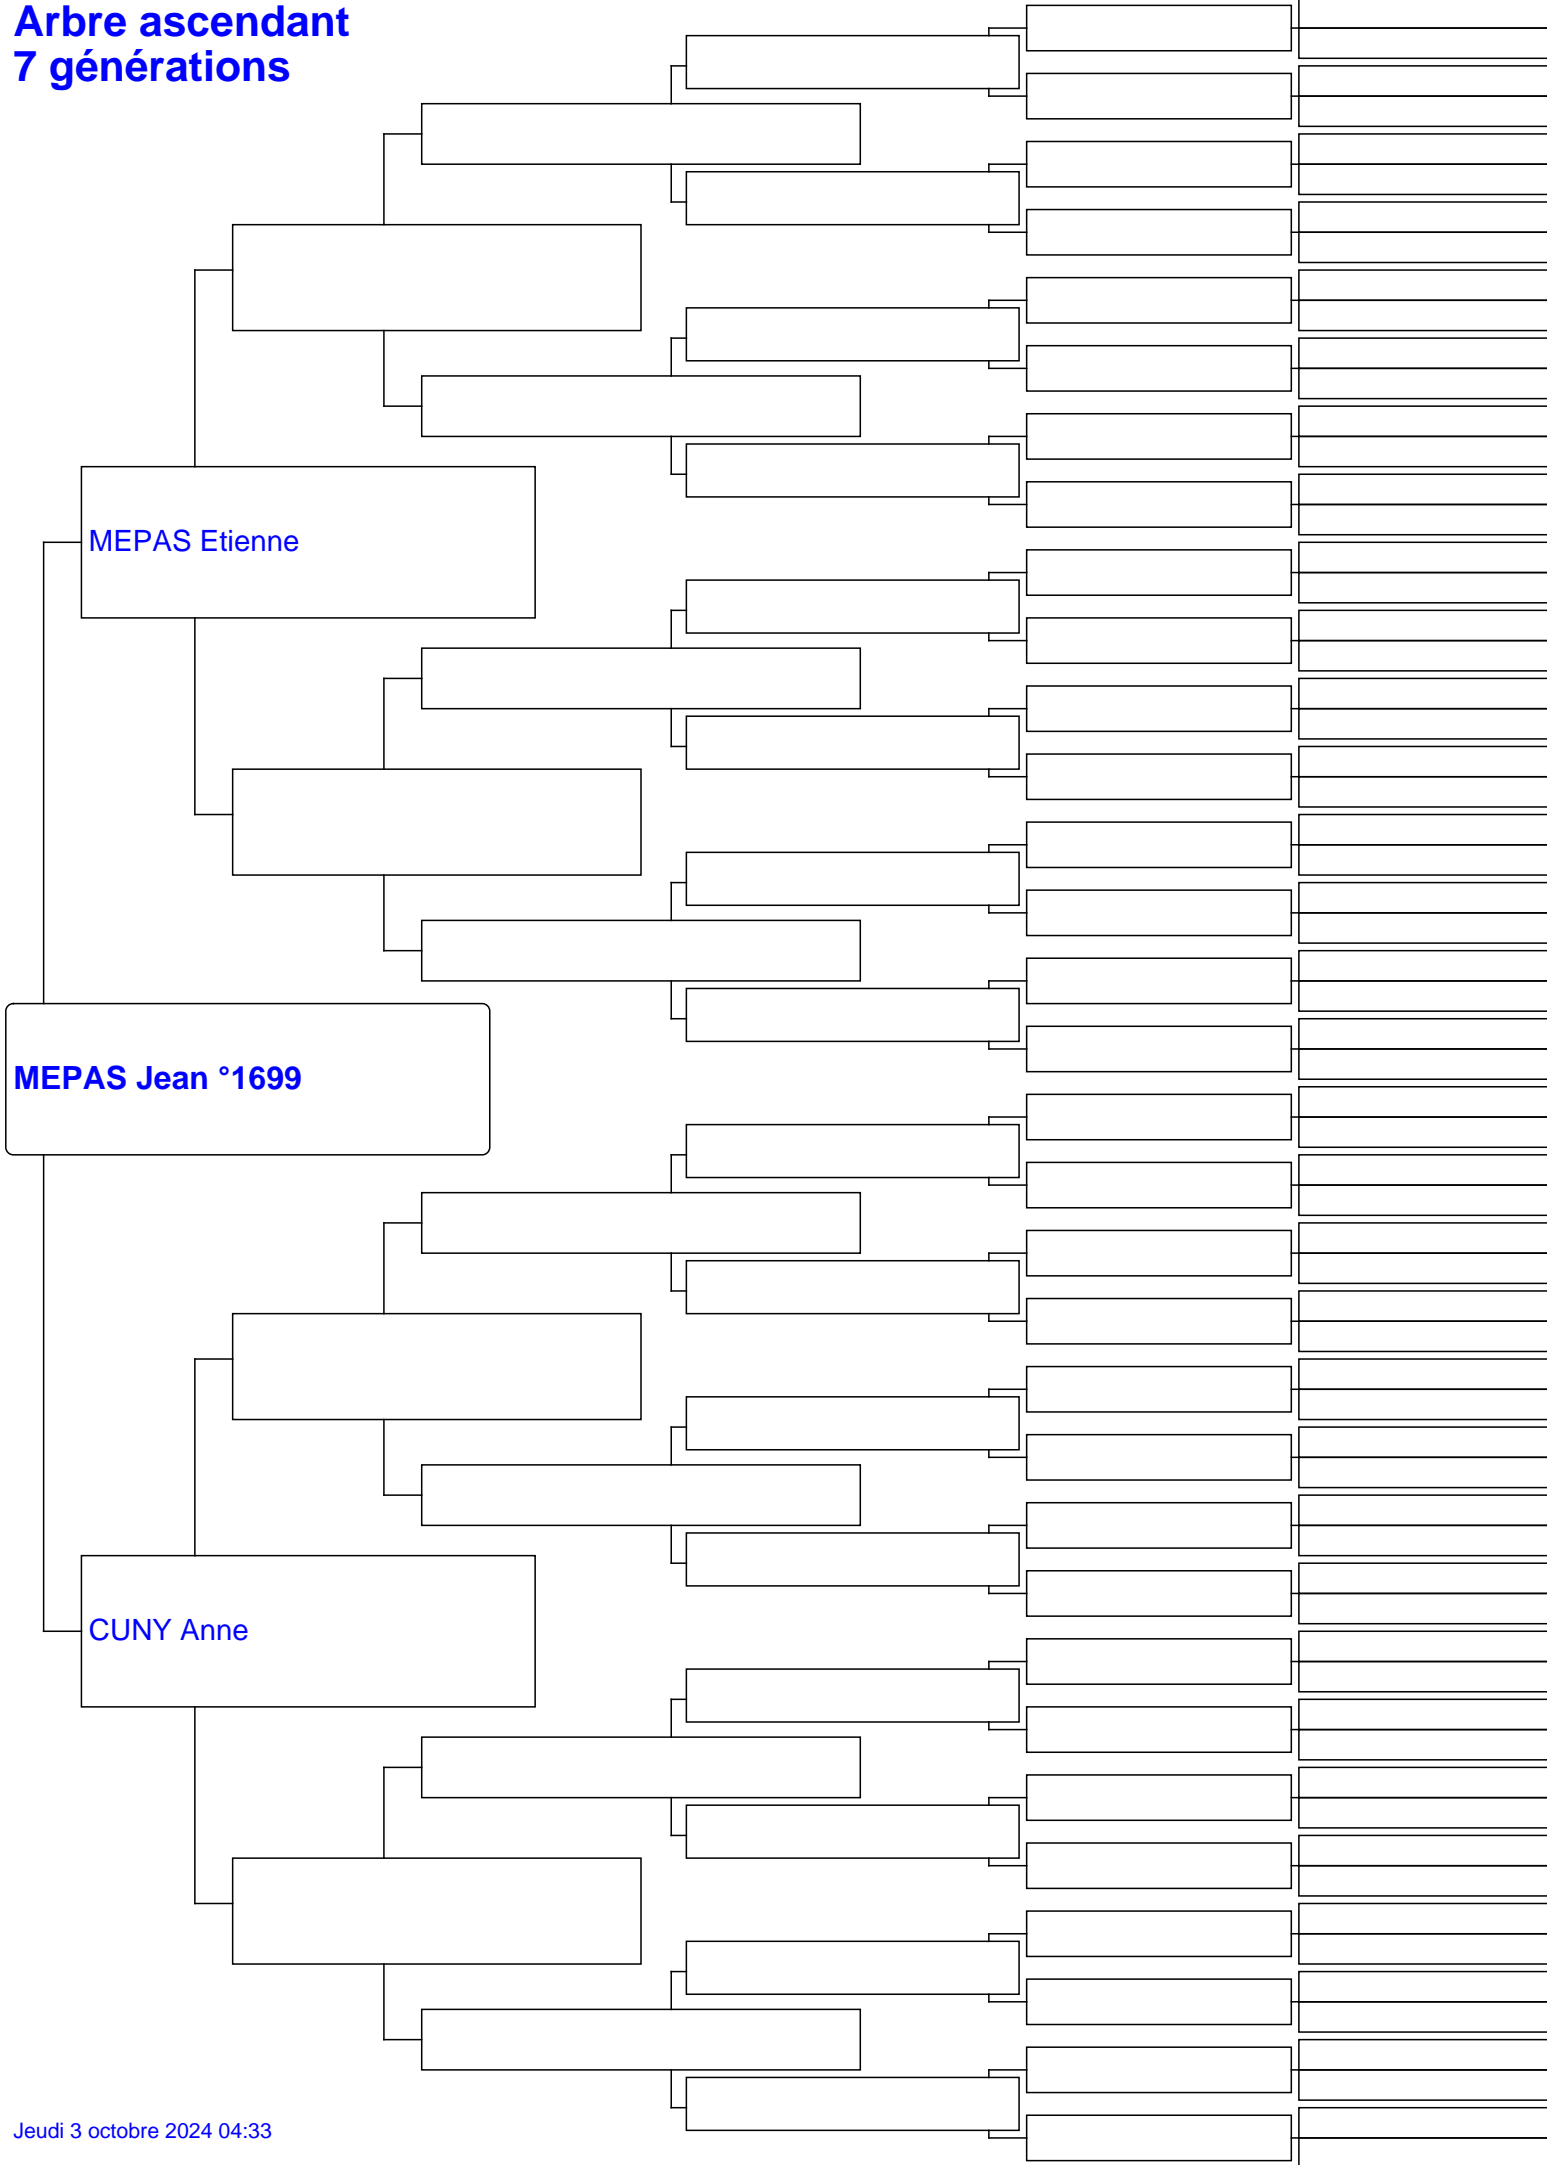 Arbre ascendant
7 générations
MEPAS Etienne
MEPAS Jean °1699
CUNY Anne
Jeudi 3 octobre 2024 04:33